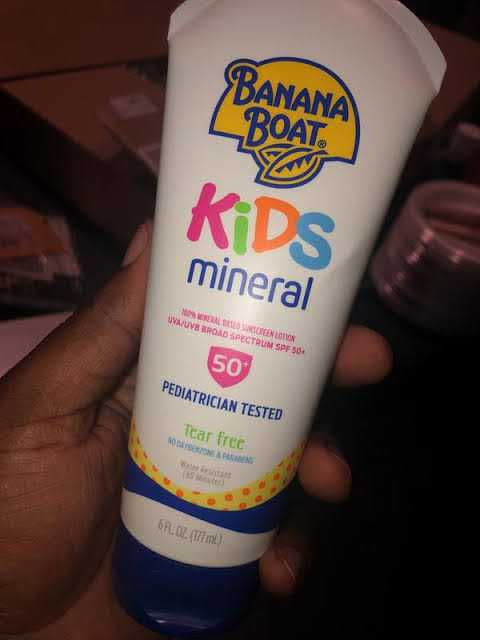 BANANA
BOAT®
KiDS
mineral
100% MINERAL BASED SUNSCREEN LOTION
UVA/UVB BROAD SPECTRUM SPF 50+
50+
PEDIATRICIAN TESTED
Tear free
NO OXYBENZONE & PARABENS
Water Resistant
(80 Minutes)
6 FL. OZ. (177 mL)